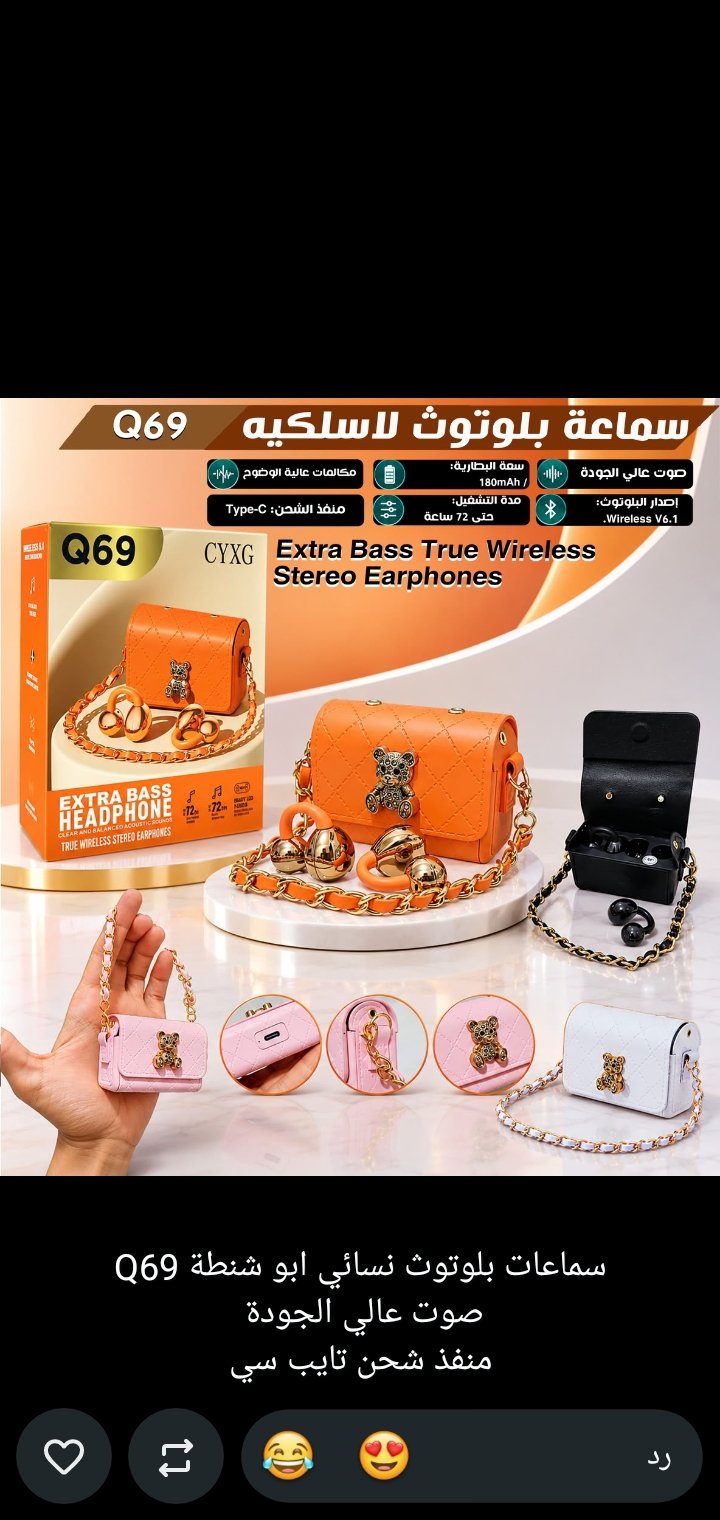 سماعة بلوتوث لاسلكيه Q69
صوت عالي الجودة
سعة البطارية:
180mAh /
مكالمات عالية الوضوح
إصدار البلوتوث:
Wireless V6.1.
مدة التشغيل:
حتى 72 ساعة
منفذ الشحن: Type-C
Extra Bass True Wireless
Stereo Earphones
Q69
CYXG
EXTRA BASS
HEADPHONE
CLEAR AND BALANCED ACOUSTIC SOUNDS
TRUE WIRELESS STEREO EARPHONES
سماعات بلوتوث نسائي ابو شنطة Q69
صوت عالي الجودة
منفذ شحن تايب سي
رد